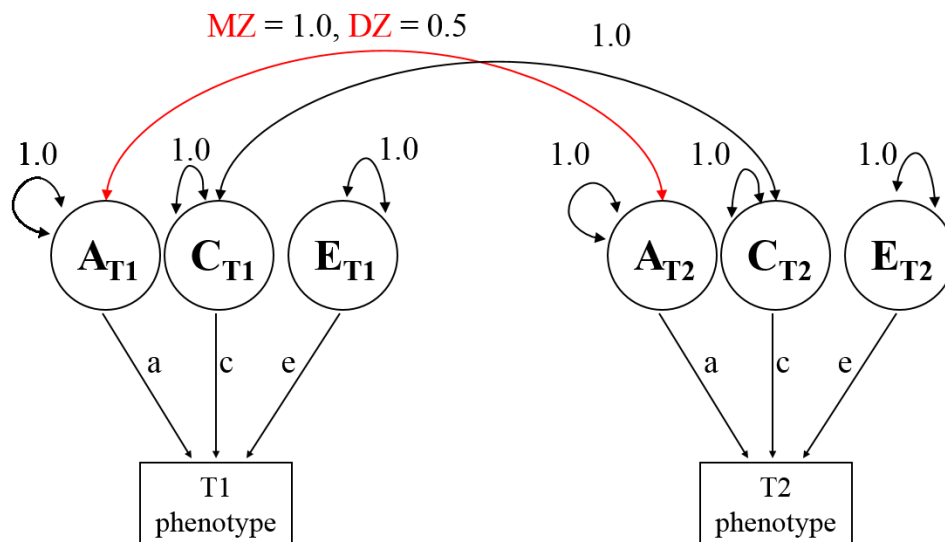 MZ = 1.0, DZ = 0.5
1.0
1.0
1.0
1.0
1.0
1.0
1.0
A_T1
C_T1
E_T1
A_T2
C_T2
E_T2
a
c
e
a
c
e
T1
phenotype
T2
phenotype